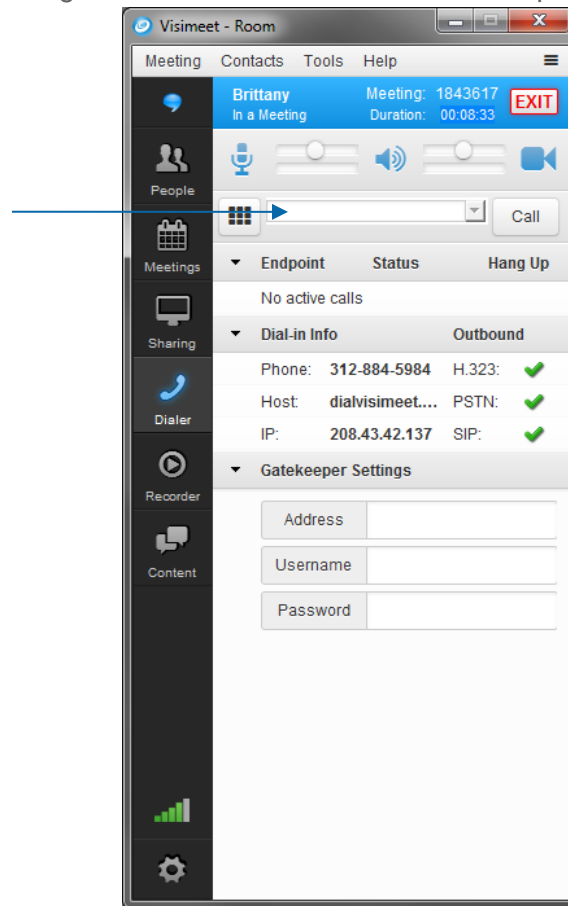 Visimeet - Room
Meeting Contacts Tools Help
Brittany Meeting: 1843617 EXIT
In a Meeting Duration: 00:08:33
People
Call
Meetings
Endpoint Status Hang Up
No active calls
Sharing
Dial-in Info Outbound
Phone: 312-884-5984 H.323:
Host: dialvisimeet.... PSTN:
Dialer
IP: 208.43.42.137 SIP:
Gatekeeper Settings
Recorder
Address
Content
Username
Password